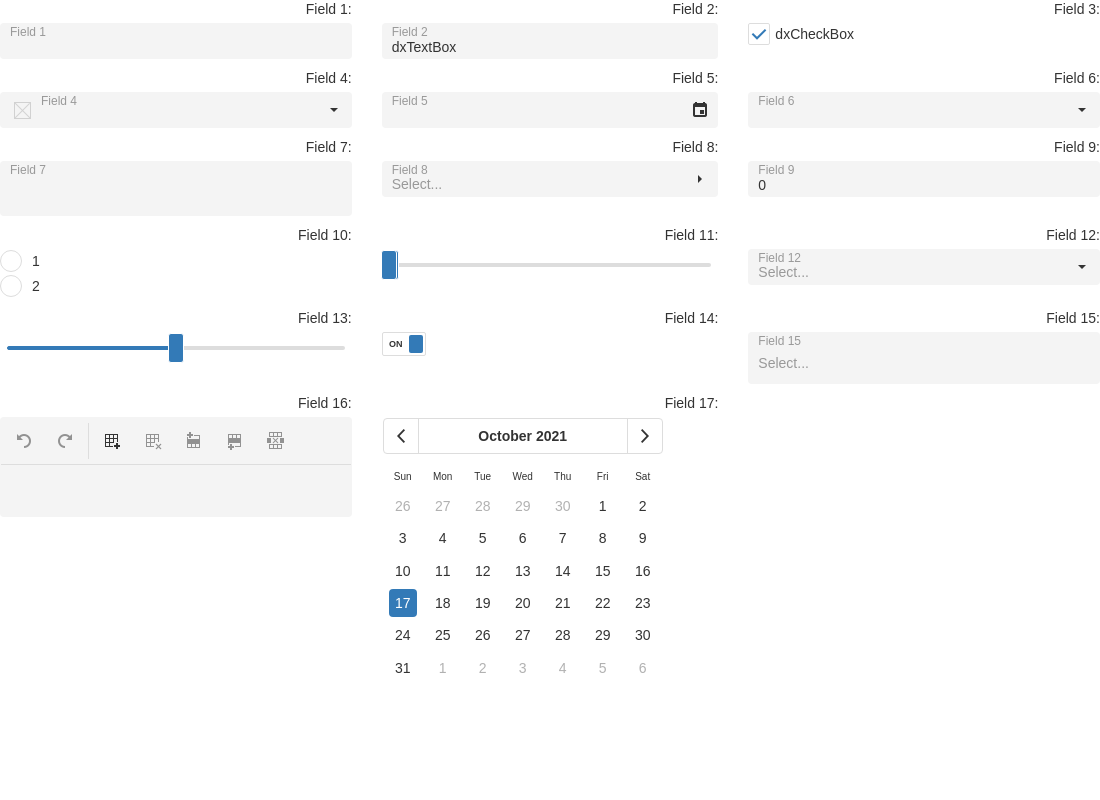 Field 1:
Field 2:
Field 3:
Field 1
Field 2
dxTextBox
dxCheckBox
Field 4:
Field 5:
Field 6:
Field 4
Field 5
Field 6
Field 7:
Field 8:
Field 9:
Field 7
Field 8
Select...
Field 9
0
Field 10:
Field 11:
Field 12:
1
2
Field 12
Select...
Field 13:
Field 14:
Field 15:
ON
Field 15
Select...
Field 16:
Field 17:
October 2021
Sun Mon Tue Wed Thu Fri Sat
26 27 28 29 30 1 2
3 4 5 6 7 8 9
10 11 12 13 14 15 16
17 18 19 20 21 22 23
24 25 26 27 28 29 30
31 1 2 3 4 5 6